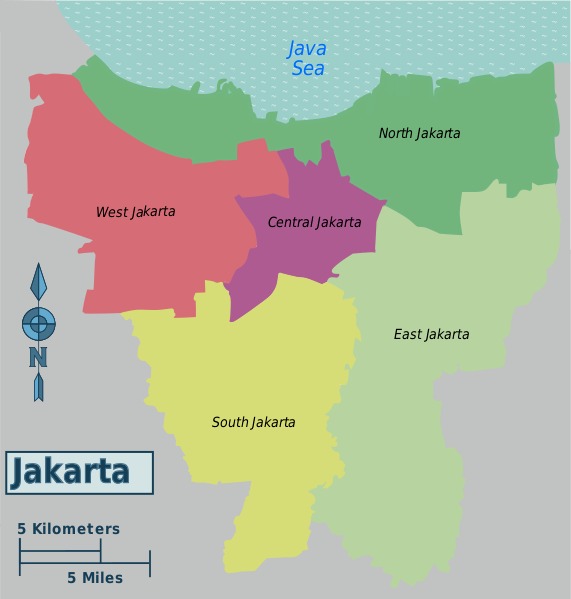 Java
Sea
North Jakarta
West Jakarta
Central Jakarta
East Jakarta
N
South Jakarta
Jakarta
5 Kilometers
5 Miles